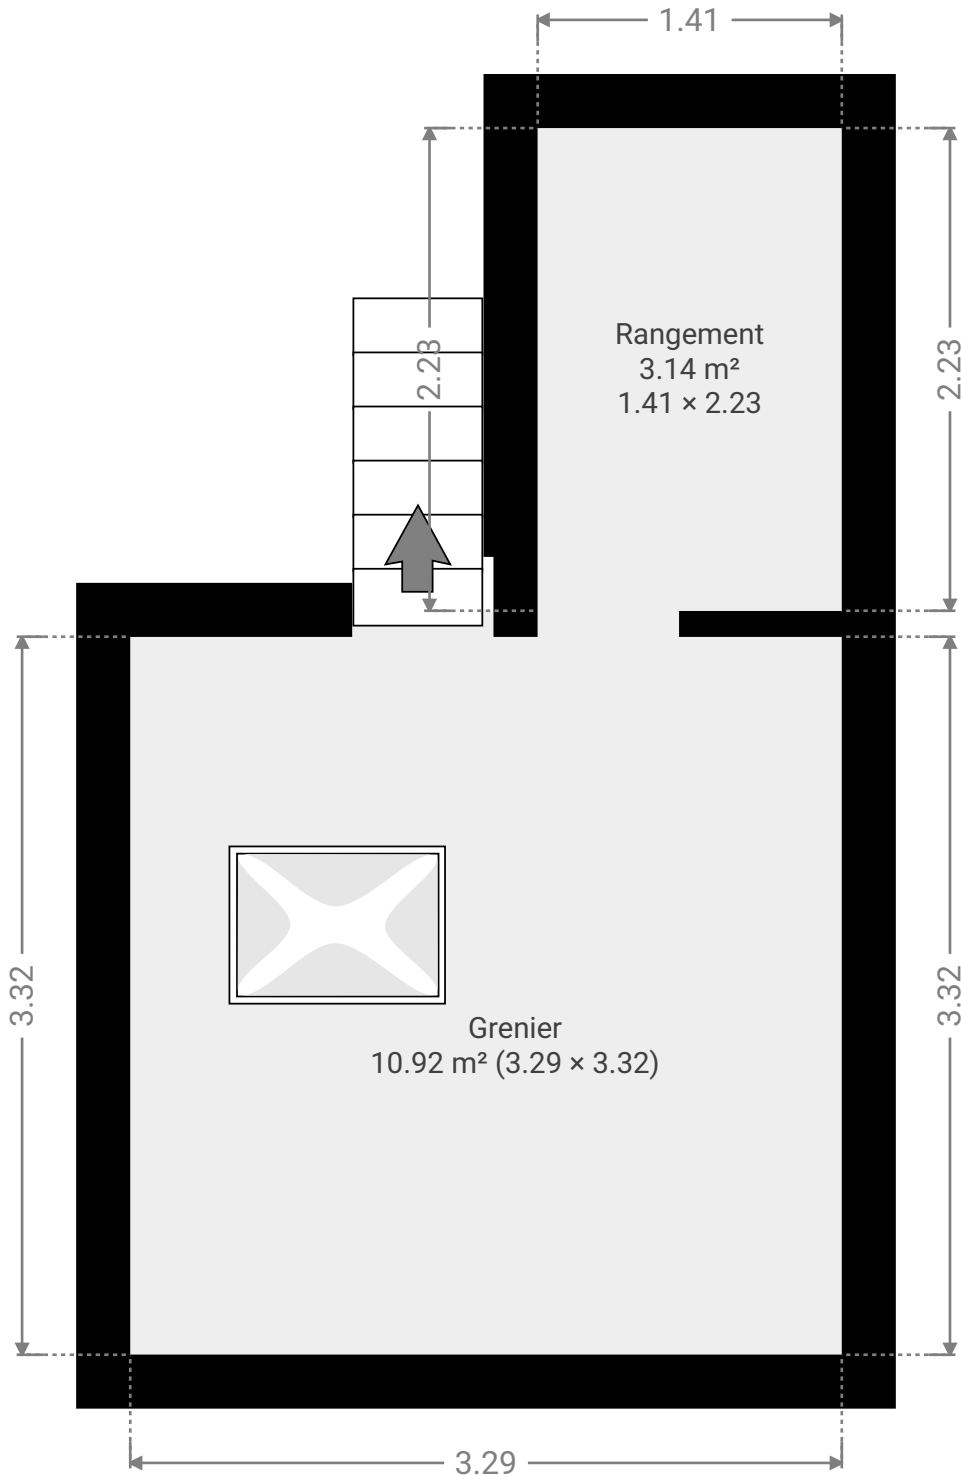 1.41
2.23
2.23
Rangement
3.14 m²
1.41 × 2.23
3.32
3.32
Grenier
10.92 m² (3.29 × 3.32)
3.29